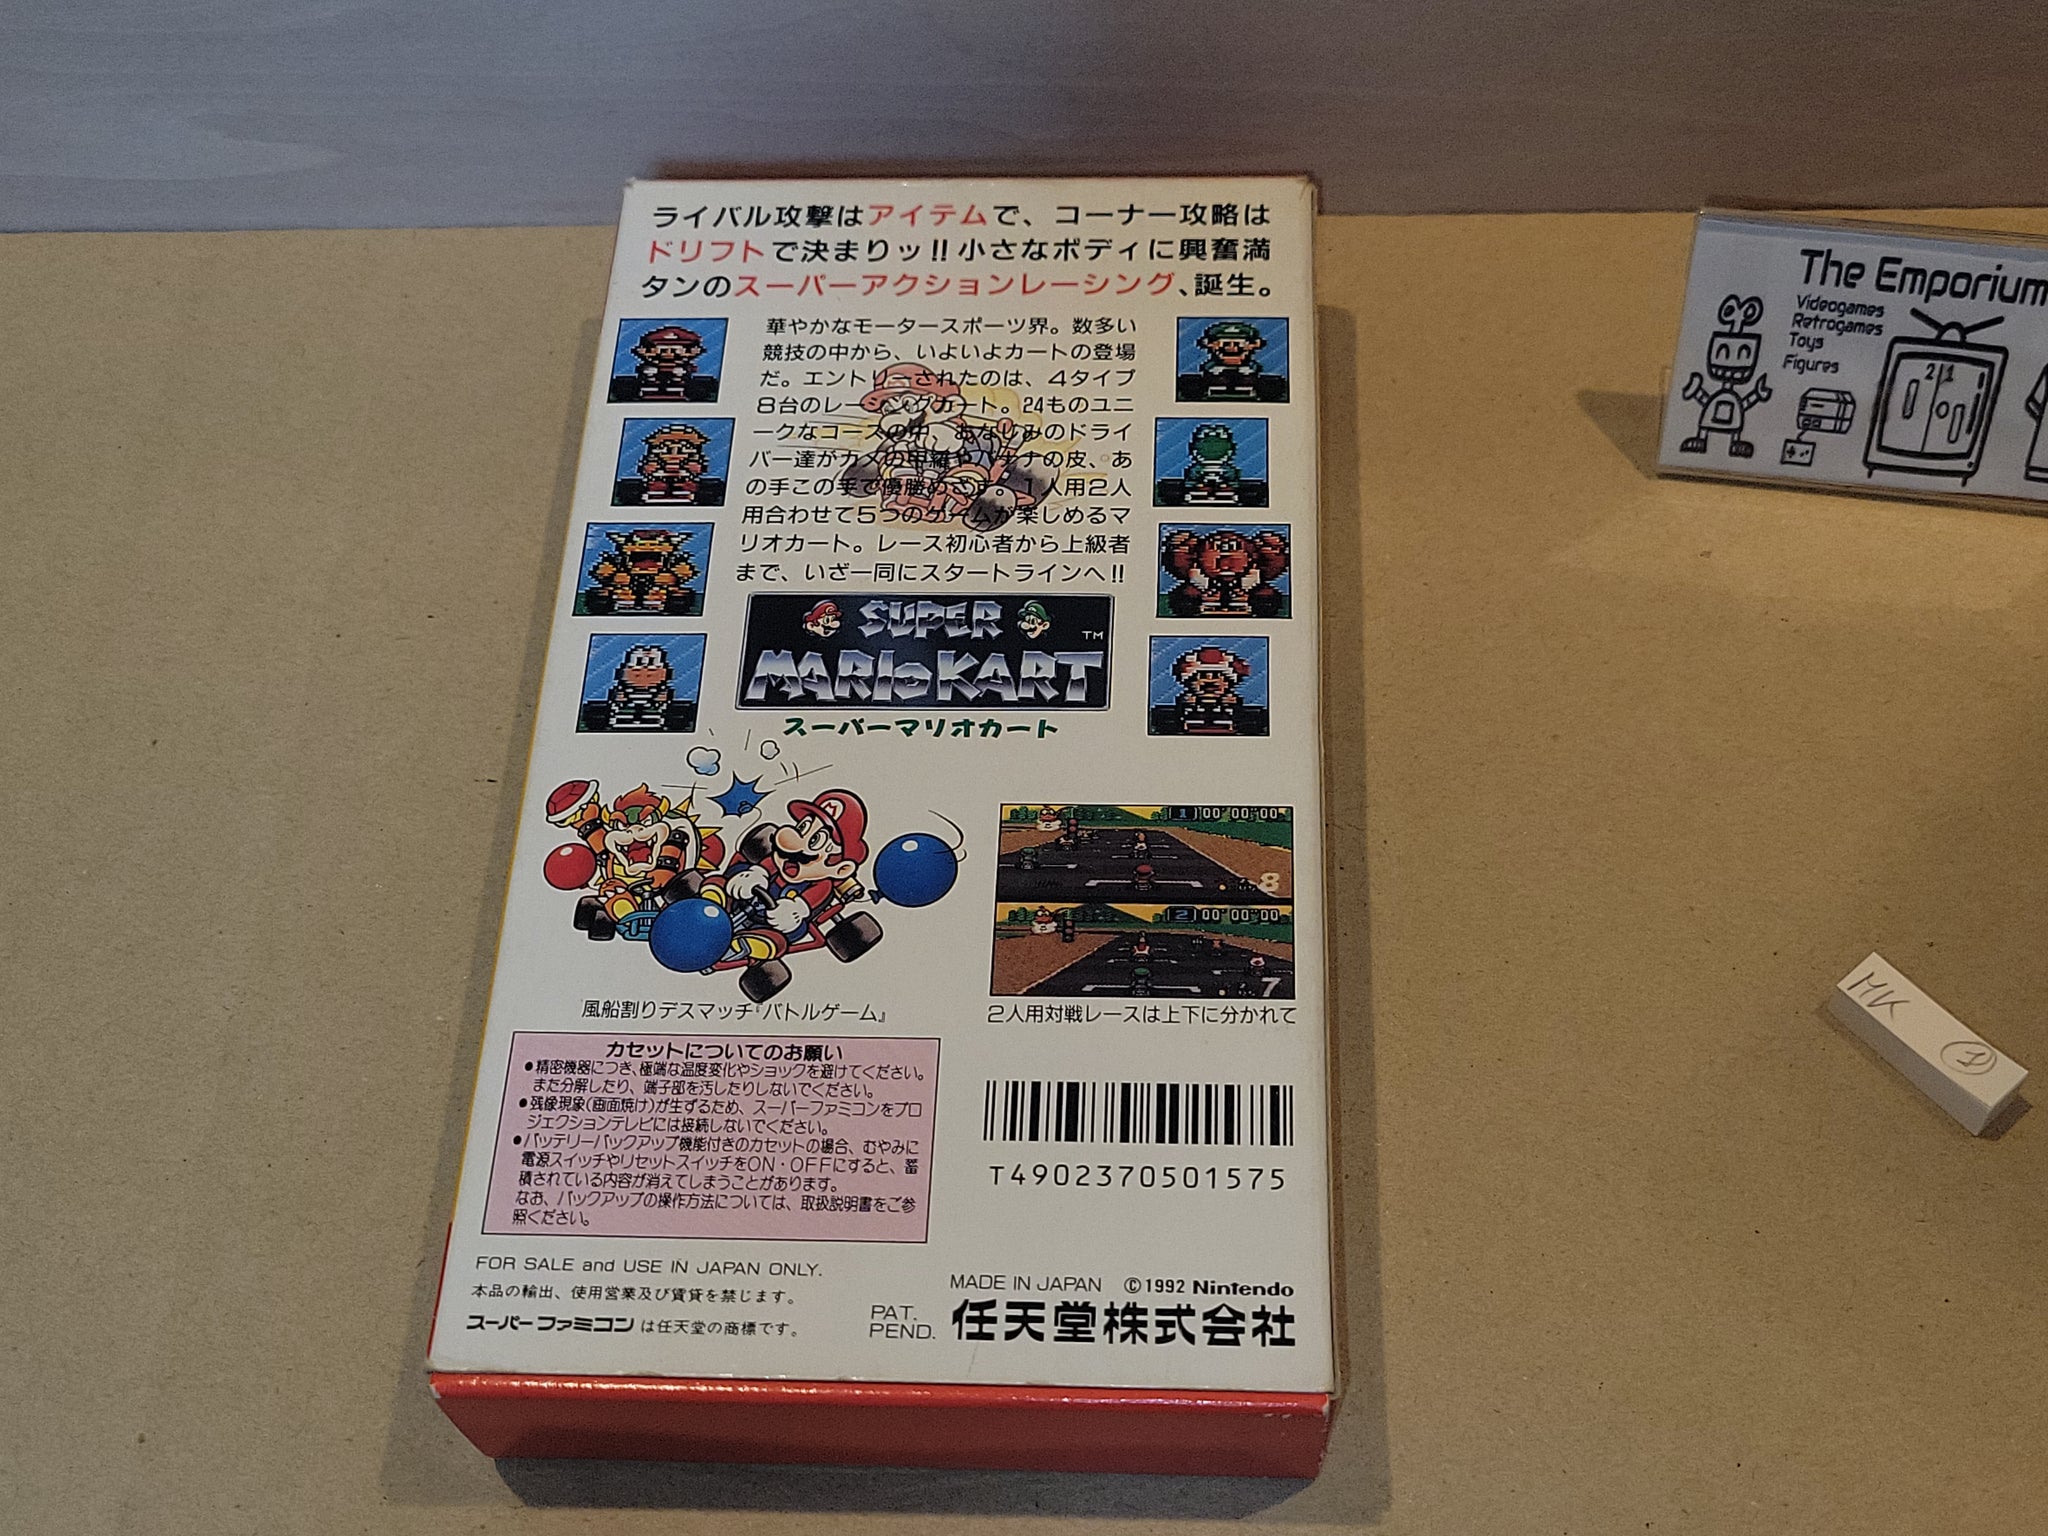 ライバル攻撃はアイテムで、コーナー攻略は
ドリフトで決まりッ!!小さなボディに興奮満
タンのスーパーアクションレーシング、誕生。
華やかなモータースポーツ界。数多い
競技の中から、いよいよカートの登場
だ。エントリーされたのは、4タイプ
8台のレーシングカート。24ものユニ
ークなコースの中、おなじみのドライ
バー達がカメの甲羅やバナナの皮、あ
の手この手で優勝めざす。1人用2人
用合わせて5つのゲームが楽しめるマ
リオカート。レース初心者から上級者
まで、いざ一同にスタートラインへ!!
SUPER
MARIO KART TM
スーパーマリオカート
1 00'00"00
8
2 00'00"00
7
風船割りデスマッチ『バトルゲーム』
2人用対戦レースは上下に分かれて
カセットについてのお願い
●精密機器につき、極端な温度変化やショックを避けてください。
また分解したり、端子部を汚したりしないでください。
●残像現象(画面焼け)が生ずるため、スーパーファミコンをプロ
ジェクションテレビには接続しないでください。
●バッテリーバックアップ機能付きのカセットの場合、むやみに
電源スイッチやリセットスイッチをON・OFFにすると、蓄
積されている内容が消えてしまうことがあります。
なお、バックアップの操作方法については、取扱説明書をご参
照ください。
T4902370501575
FOR SALE and USE IN JAPAN ONLY.
本品の輸出、使用営業及び賃貸を禁じます。
スーパーファミコンは任天堂の商標です。
MADE IN JAPAN ©1992 Nintendo
PAT.
PEND.
任天堂株式会社
The Emporium
Videogames
Retrogames
Toys
Figures
2 1
MK
1